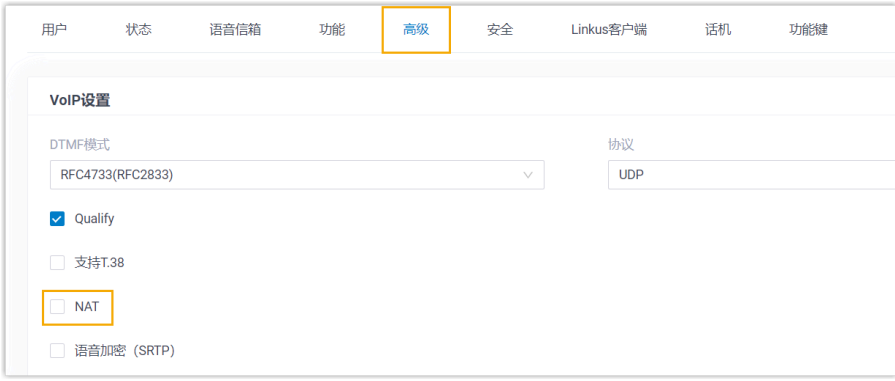 用户 状态 语音信箱 功能 高级 安全 Linkus客户端 话机 功能键
VoIP设置
DTMF模式 协议
RFC4733(RFC2833) UDP
Qualify
支持T.38
NAT
语音加密（SRTP）